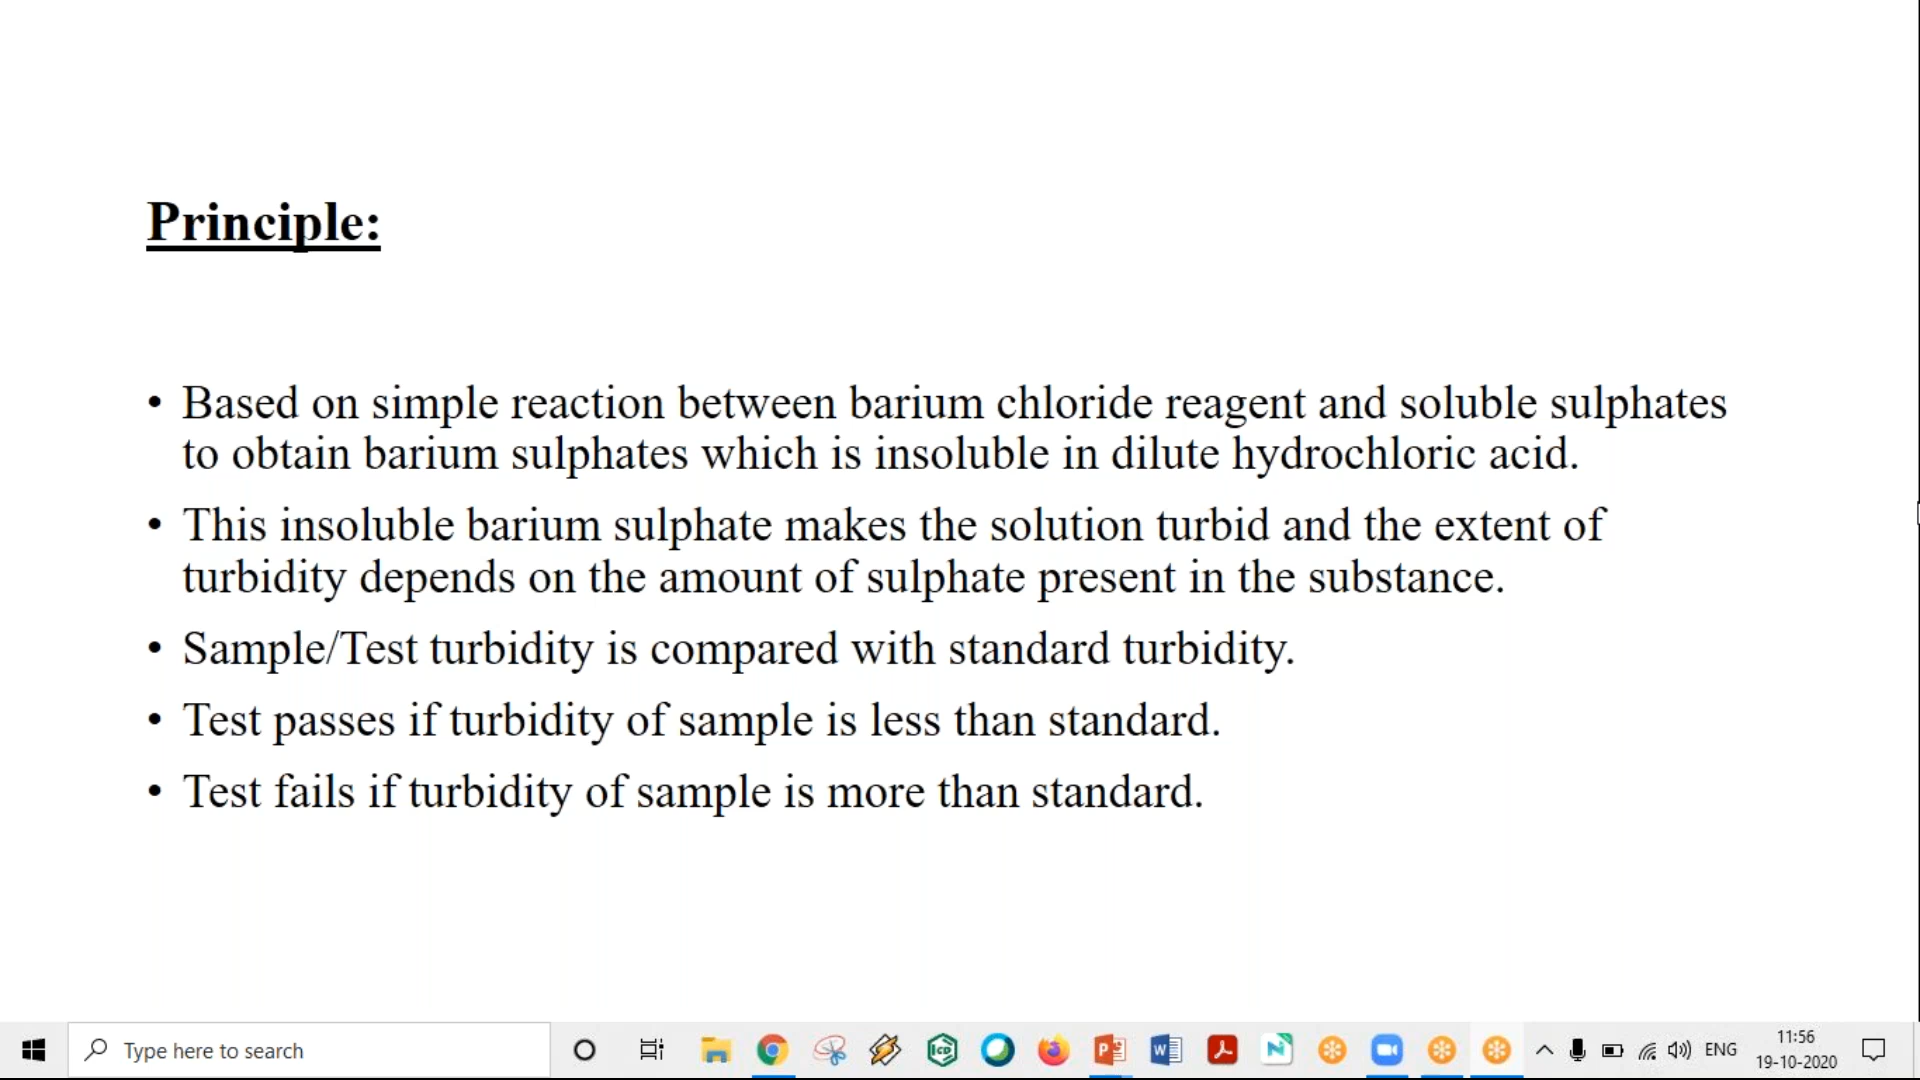 Principle:
• Based on simple reaction between barium chloride reagent and soluble sulphates
to obtain barium sulphates which is insoluble in dilute hydrochloric acid.
• This insoluble barium sulphate makes the solution turbid and the extent of
turbidity depends on the amount of sulphate present in the substance.
• Sample/Test turbidity is compared with standard turbidity.
• Test passes if turbidity of sample is less than standard.
• Test fails if turbidity of sample is more than standard.
Type here to search
ENG
11:56
19-10-2020